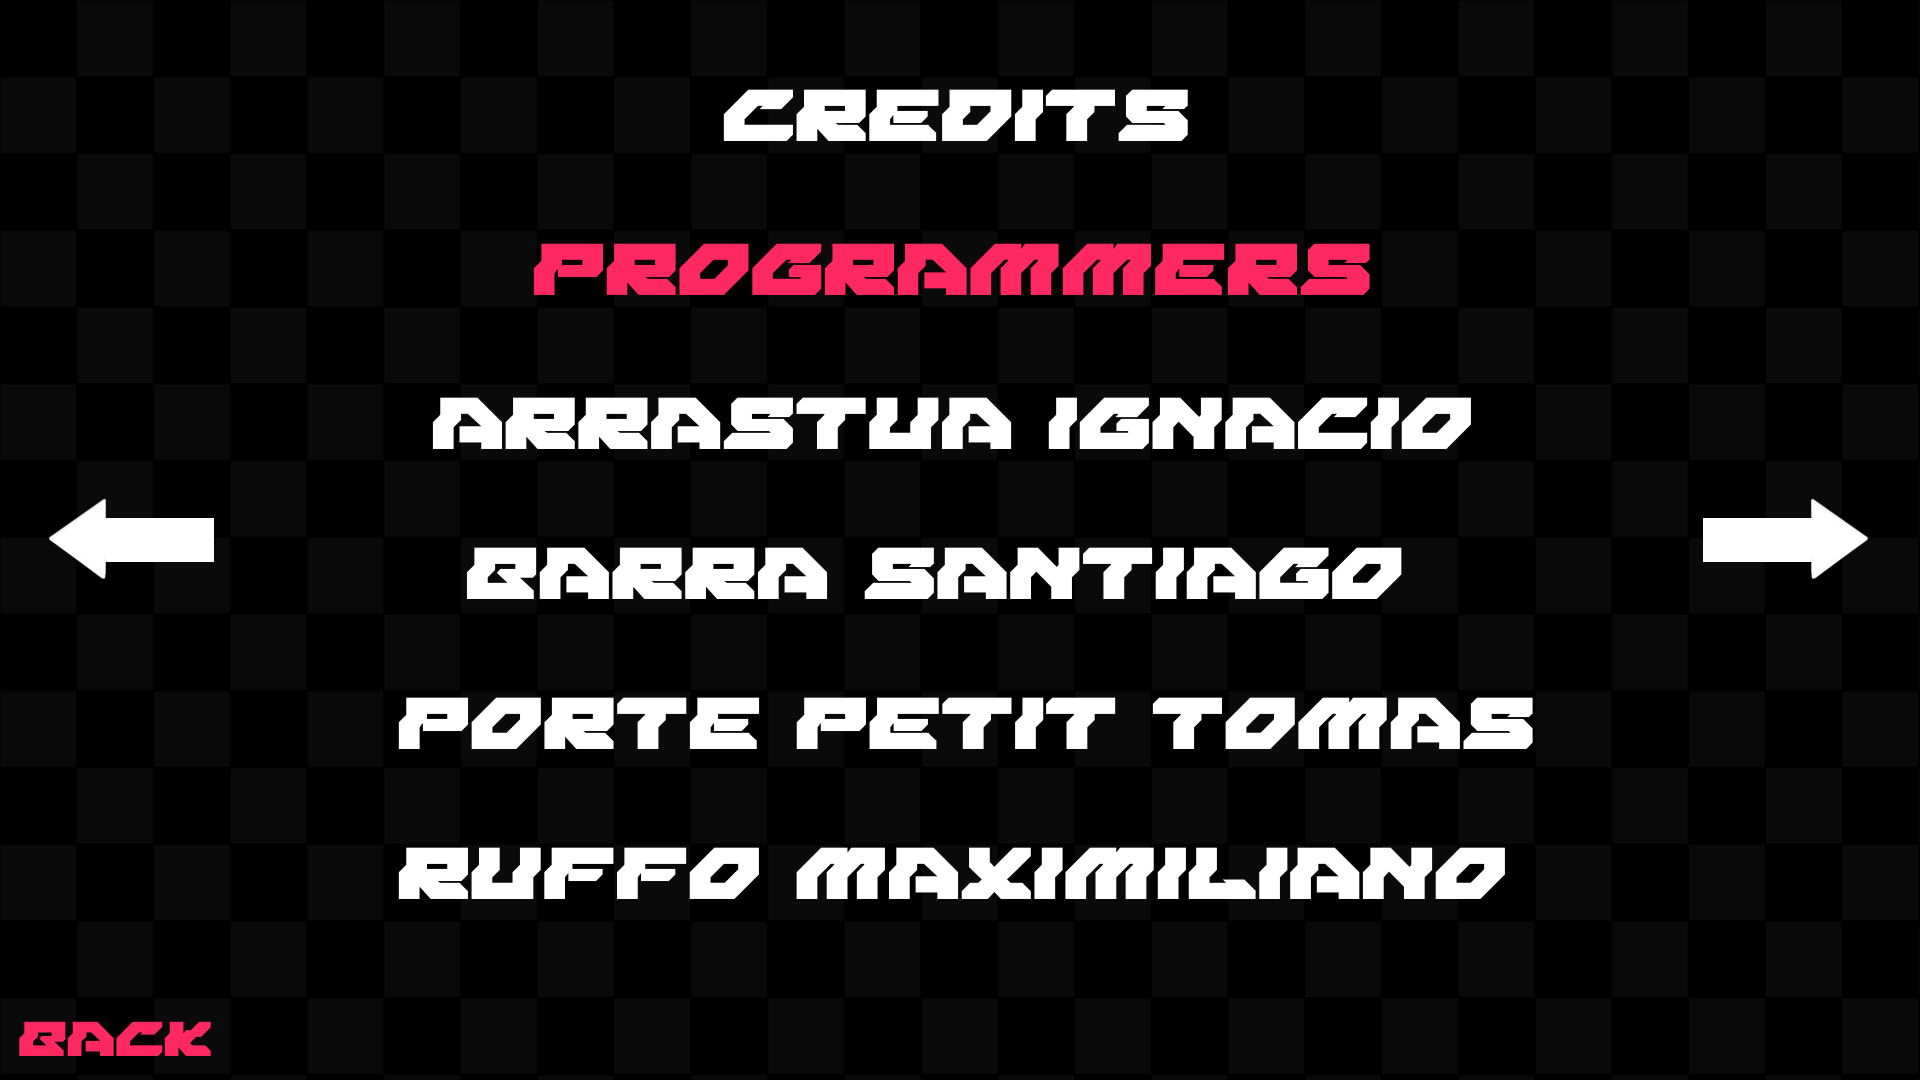 CREDITS
PROGRAMMERS
ARRASTUA IGNACIO
BARRA SANTIAGO
PORTE PETIT TOMAS
RUFFO MAXIMILIANO
BACK